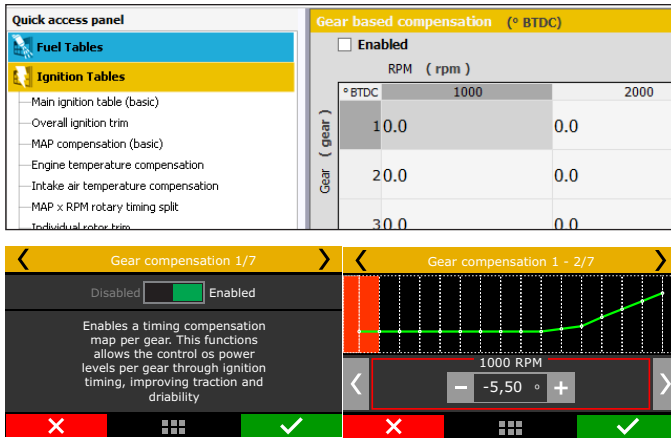 Quick access panel
Fuel Tables
Ignition Tables
Main ignition table (basic)
Overall ignition trim
MAP compensation (basic)
Engine temperature compensation
Intake air temperature compensation
MAP x RPM rotary timing split
Individual rotor trim
Gear based compensation (° BTDC)
Enabled
RPM ( rpm )
° BTDC 1000 2000
Gear ( gear )
1 0.0 0.0
2 0.0 0.0
3 0.0 0.0
Gear compensation 1/7
Disabled Enabled
Enables a timing compensation
map per gear. This functions
allows the control os power
levels per gear through ignition
timing, improving traction and
driability
Gear compensation 1 - 2/7
1000 RPM
-5,50 °